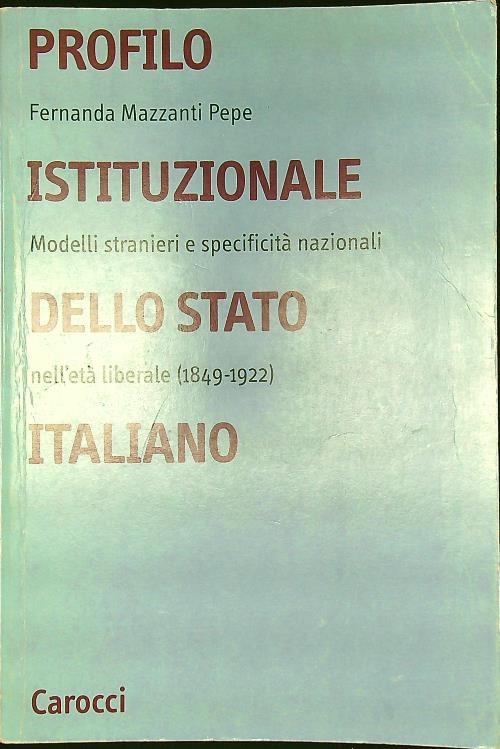 PROFILO
Fernanda Mazzanti Pepe
ISTITUZIONALE
Modelli stranieri e specificità nazionali
DELLO STATO
nell'età liberale (1849-1922)
ITALIANO
Carocci